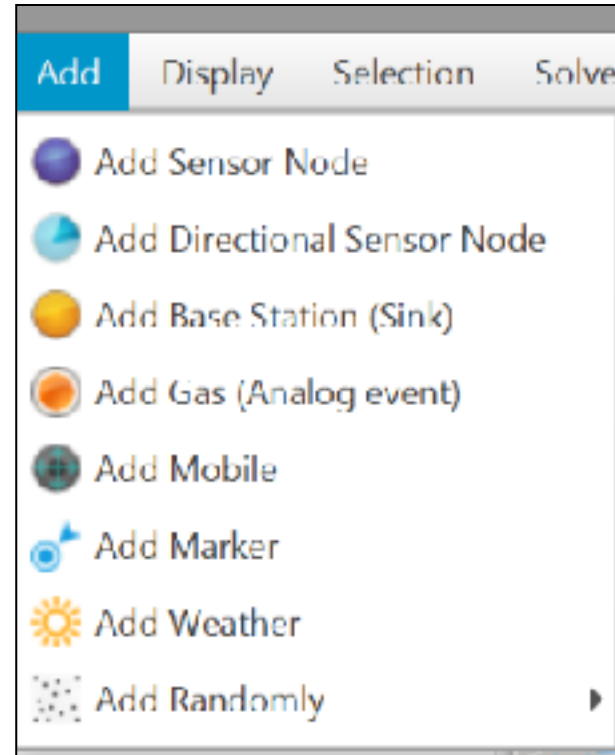 Add Display Selection Solve
Add Sensor Node
Add Directional Sensor Node
Add Base Station (Sink)
Add Gas (Analog event)
Add Mobile
Add Marker
Add Weather
Add Randomly